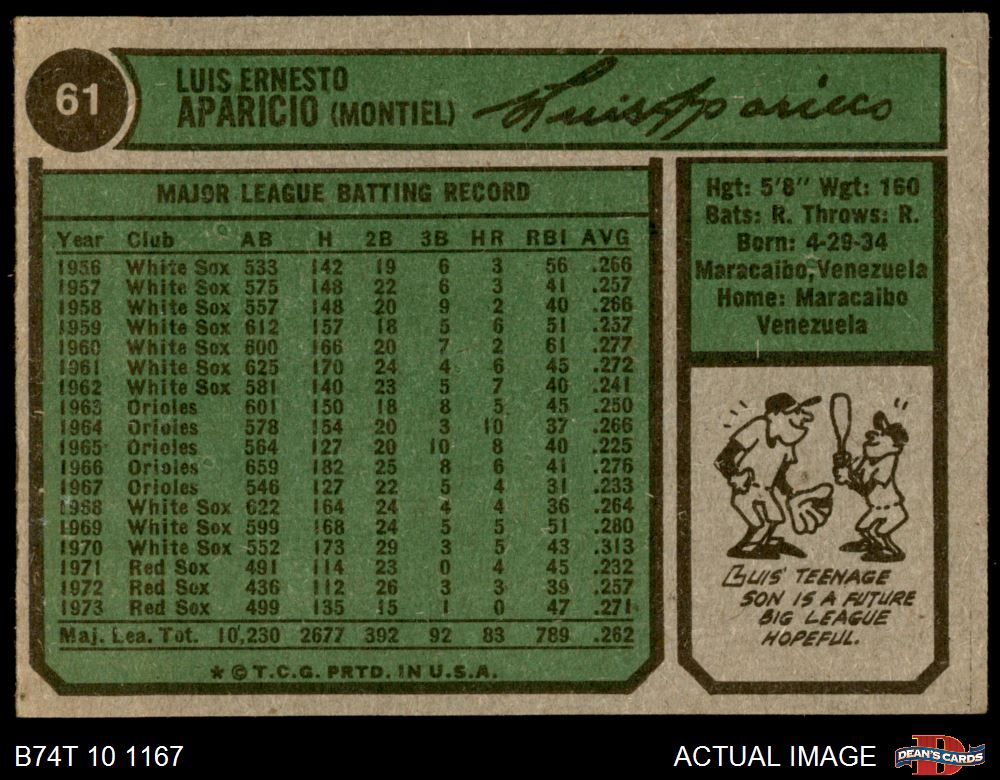 61
LUIS ERNESTO
APARICIO (MONTIEL)
Luis Aparicio
MAJOR LEAGUE BATTING RECORD
Year Club AB H 2B 3B HR RBI AVG
1956 White Sox 533 142 19 6 3 56 .266
1957 White Sox 575 148 22 6 3 41 .257
1958 White Sox 557 148 20 9 2 40 .266
1959 White Sox 612 157 18 5 6 51 .257
1960 White Sox 600 166 20 7 2 61 .277
1961 White Sox 625 170 24 4 6 45 .272
1962 White Sox 581 140 23 5 7 40 .241
1963 Orioles 601 150 18 8 5 45 .250
1964 Orioles 578 154 20 3 10 37 .266
1965 Orioles 564 127 20 10 8 40 .225
1966 Orioles 659 182 25 8 6 41 .276
1967 Orioles 546 127 22 5 4 31 .233
1968 White Sox 622 164 24 4 4 36 .264
1969 White Sox 599 168 24 5 5 51 .280
1970 White Sox 552 173 29 3 5 43 .313
1971 Red Sox 491 114 23 0 4 45 .232
1972 Red Sox 436 112 26 3 3 39 .257
1973 Red Sox 499 135 15 1 0 47 .271
Maj. Lea. Tot. 10,230 2677 392 92 83 789 .262
* © T.C.G. PRTD. IN U.S.A.
Hgt: 5'8" Wgt: 160
Bats: R. Throws: R.
Born: 4-29-34
Maracaibo, Venezuela
Home: Maracaibo
Venezuela
LUIS' TEENAGE
SON IS A FUTURE
BIG LEAGUE
HOPEFUL.
B74T 10 1167
ACTUAL IMAGE
D
DEAN'S CARDS